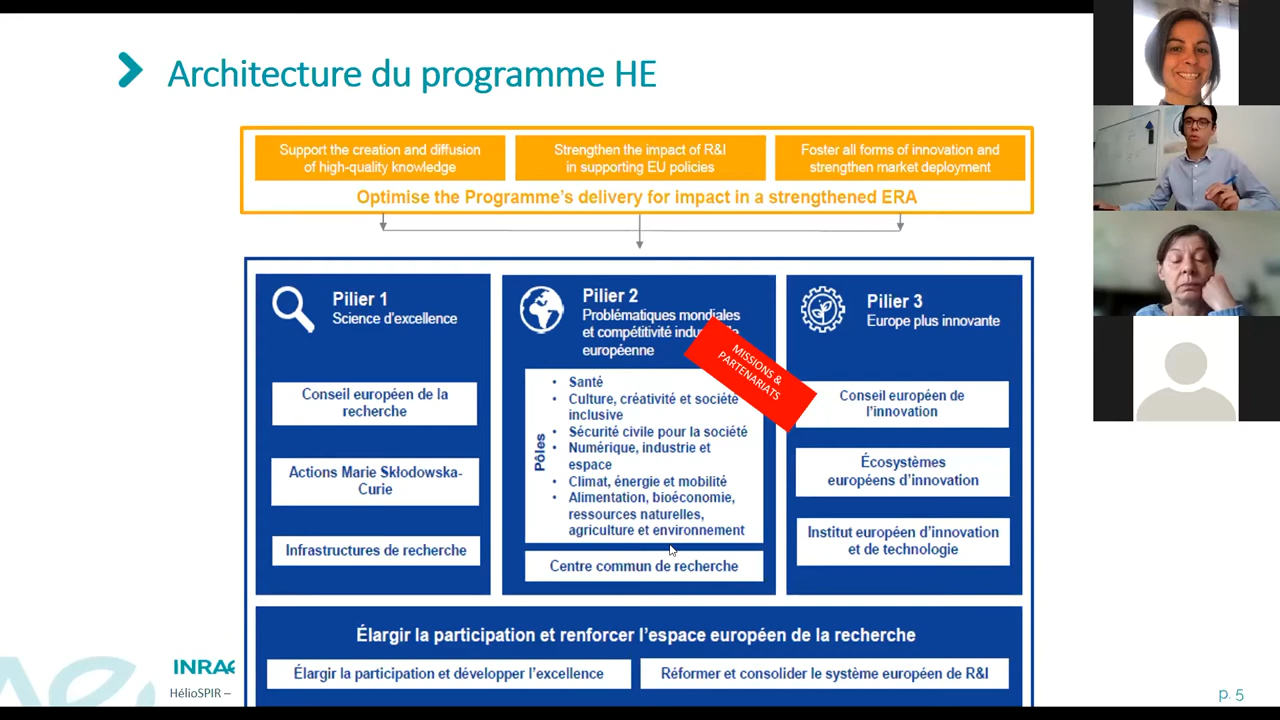 Architecture du programme HE
Support the creation and diffusion
of high-quality knowledge
Strengthen the impact of R&I
in supporting EU policies
Foster all forms of innovation and
strengthen market deployment
Optimise the Programme's delivery for impact in a strengthened ERA
Pilier 1
Science d'excellence
Conseil européen de la
recherche
Actions Marie Skłodowska-
Curie
Infrastructures de recherche
Pilier 2
Problématiques mondiales
et compétitivité
européenne
MISSIONS &
PARTENARIATS
Pôles
• Santé
• Culture, créativité et société
inclusive
• Sécurité civile pour la société
• Numérique, industrie et
espace
• Climat, énergie et mobilité
• Alimentation, bioéconomie,
ressources naturelles,
agriculture et environnement
Centre commun de recherche
Pilier 3
Europe plus innovante
Conseil européen de
l'innovation
Écosystèmes
européens d'innovation
Institut européen d'innovation
et de technologie
Élargir la participation et renforcer l'espace européen de la recherche
Élargir la participation et développer l'excellence
Réformer et consolider le système européen de R&I
INRAE
HélioSPIR –
p. 5